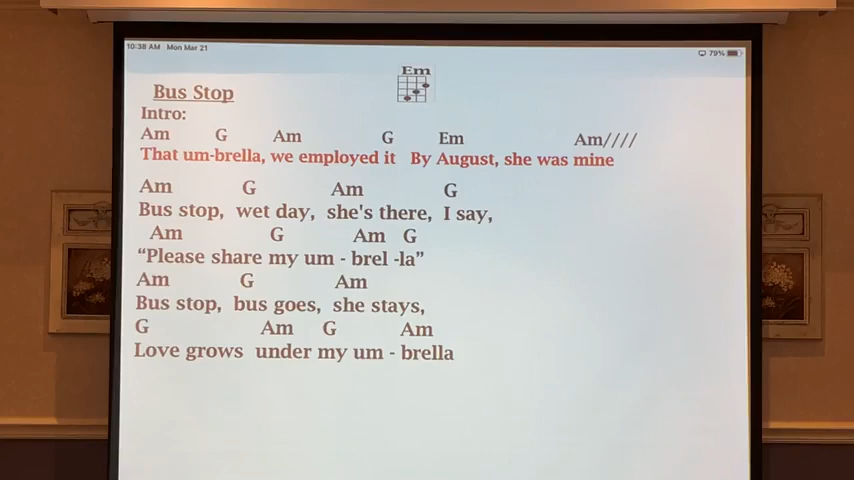 10:38 AM Mon Mar 21
79%
Em
Bus Stop
Intro:
Am G Am G Em Am////
That um-brella, we employed it By August, she was mine
Am G Am G
Bus stop, wet day, she's there, I say,
Am G Am G
“Please share my um - brel -la”
Am G Am
Bus stop, bus goes, she stays,
G Am G Am
Love grows under my um - brella